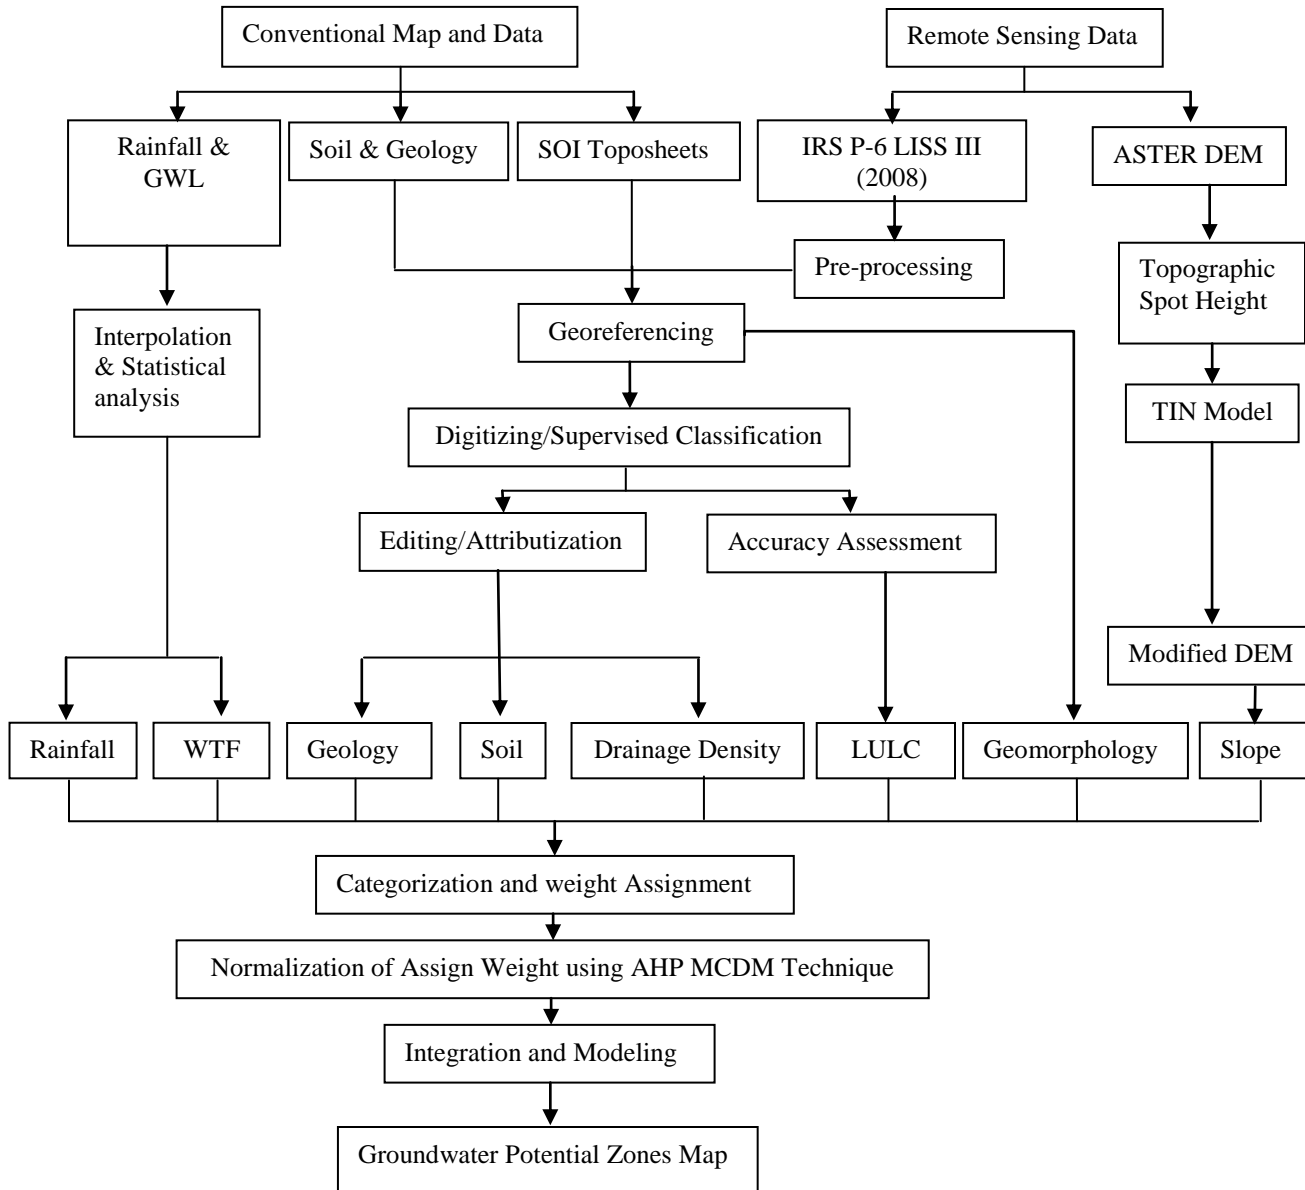 Conventional Map and Data
Remote Sensing Data
Rainfall &
GWL
Soil & Geology
SOI Toposheets
IRS P-6 LISS III
(2008)
ASTER DEM
Pre-processing
Topographic
Spot Height
Interpolation
& Statistical
analysis
Georeferencing
TIN Model
Digitizing/Supervised Classification
Editing/Attributization
Accuracy Assessment
Modified DEM
Rainfall
WTF
Geology
Soil
Drainage Density
LULC
Geomorphology
Slope
Categorization and weight Assignment
Normalization of Assign Weight using AHP MCDM Technique
Integration and Modeling
Groundwater Potential Zones Map